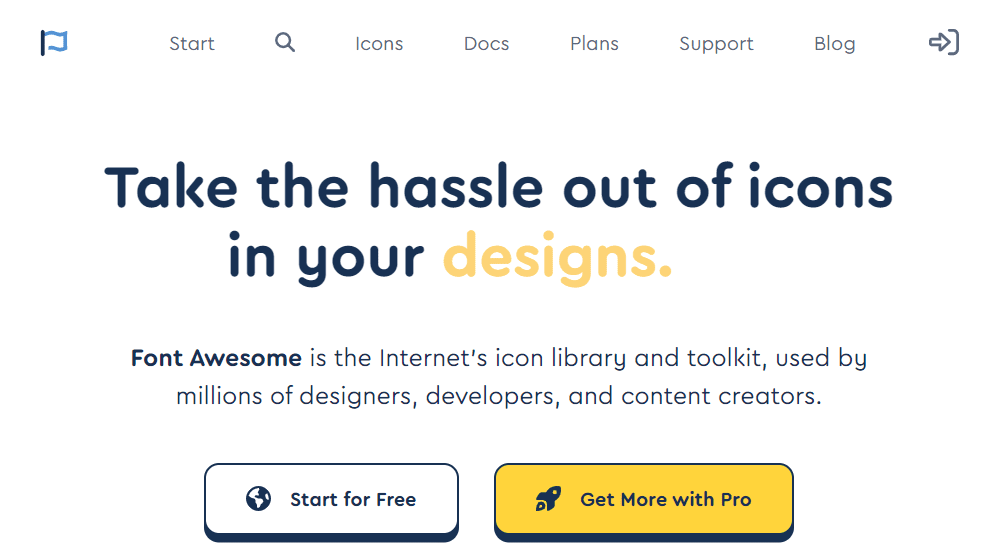 Start Icons Docs Plans Support Blog
Take the hassle out of icons
in your designs.
Font Awesome is the Internet's icon library and toolkit, used by
millions of designers, developers, and content creators.
Start for Free Get More with Pro